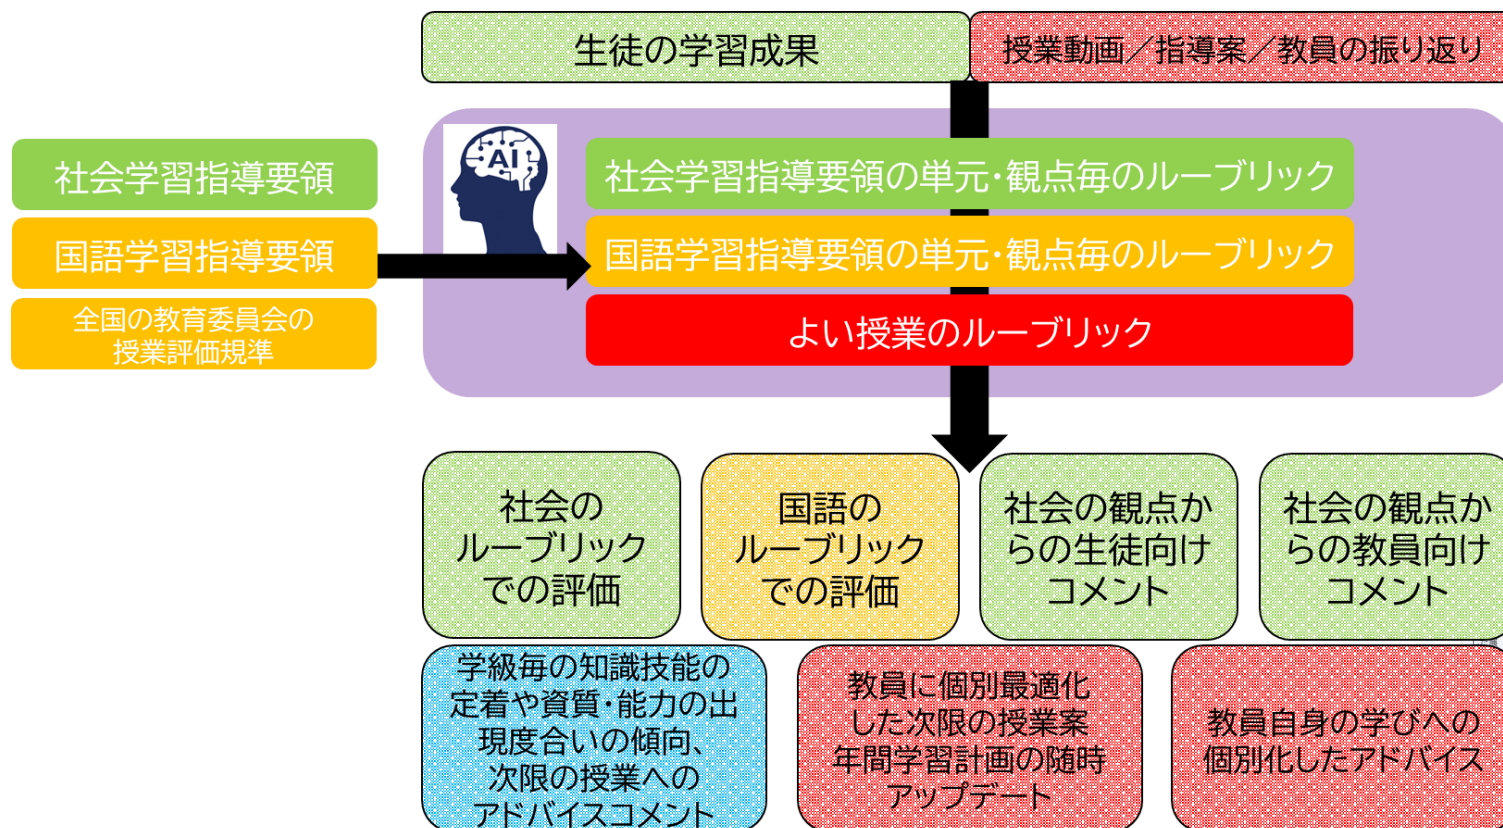 生徒の学習成果
授業動画／指導案／教員の振り返り
AI
社会学習指導要領
国語学習指導要領
全国の教育委員会の
授業評価規準
社会学習指導要領の単元・観点毎のルーブリック
国語学習指導要領の単元・観点毎のルーブリック
よい授業のルーブリック
社会の
ルーブリック
での評価
国語の
ルーブリック
での評価
社会の観点か
らの生徒向け
コメント
社会の観点か
らの教員向け
コメント
学級毎の知識技能の
定着や資質・能力の出
現度合いの傾向、
次限の授業への
アドバイスコメント
教員に個別最適化
した次限の授業案
年間学習計画の随時
アップデート
教員自身の学びへの
個別化したアドバイス